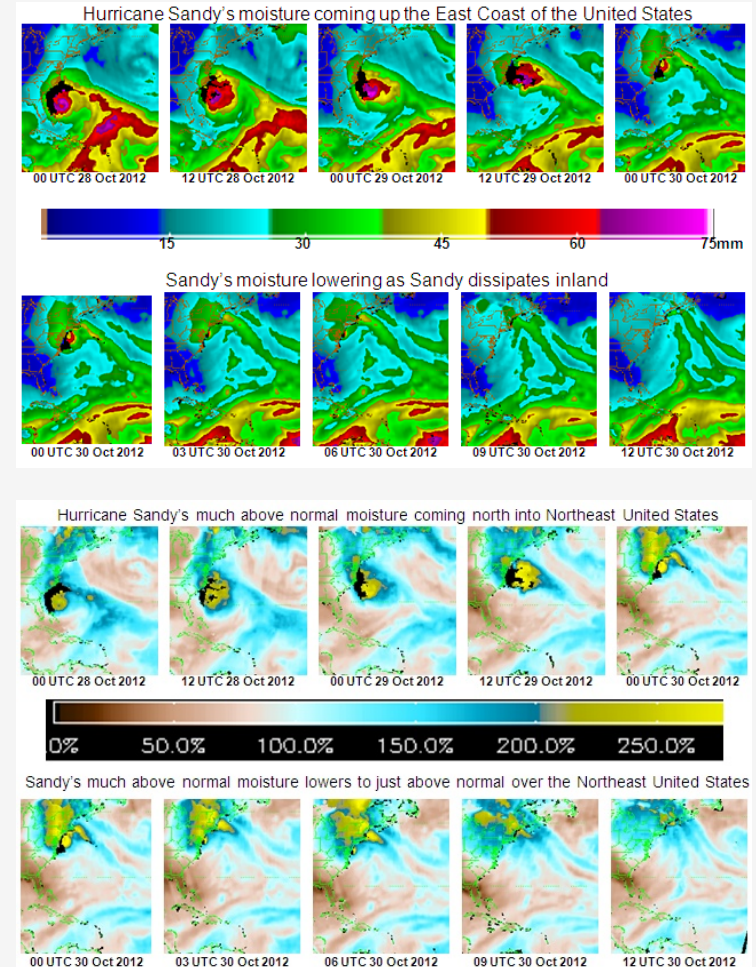 Hurricane Sandy's moisture coming up the East Coast of the United States
00 UTC 28 Oct 2012 12 UTC 28 Oct 2012 00 UTC 29 Oct 2012 12 UTC 29 Oct 2012 00 UTC 30 Oct 2012
15 30 45 60 75mm
Sandy's moisture lowering as Sandy dissipates inland
00 UTC 30 Oct 2012 03 UTC 30 Oct 2012 06 UTC 30 Oct 2012 09 UTC 30 Oct 2012 12 UTC 30 Oct 2012
Hurricane Sandy's much above normal moisture coming north into Northeast United States
00 UTC 28 Oct 2012 12 UTC 28 Oct 2012 00 UTC 29 Oct 2012 12 UTC 29 Oct 2012 00 UTC 30 Oct 2012
.0% 50.0% 100.0% 150.0% 200.0% 250.0%
Sandy's much above normal moisture lowers to just above normal over the Northeast United States
00 UTC 30 Oct 2012 03 UTC 30 Oct 2012 06 UTC 30 Oct 2012 09 UTC 30 Oct 2012 12 UTC 30 Oct 2012